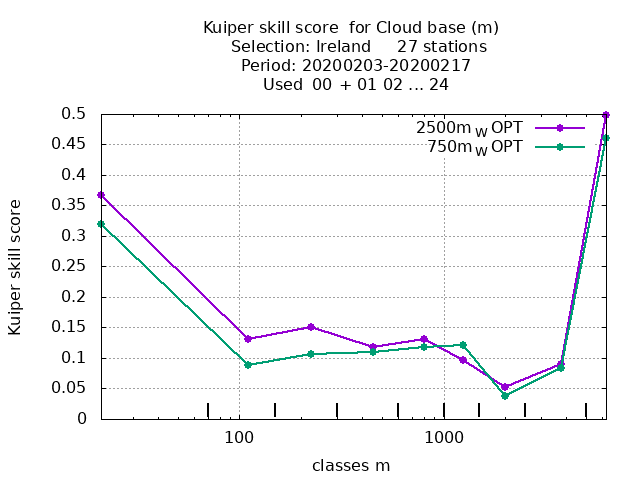 Kuiper skill score  for Cloud base (m)
Selection: Ireland     27 stations
Period: 20200203-20200217
Used  00 + 01 02 ... 24
2500m W OPT
750m W OPT
0.5
0.45
0.4
0.35
0.3
0.25
0.2
0.15
0.1
0.05
0
Kuiper skill score
100
1000
classes m